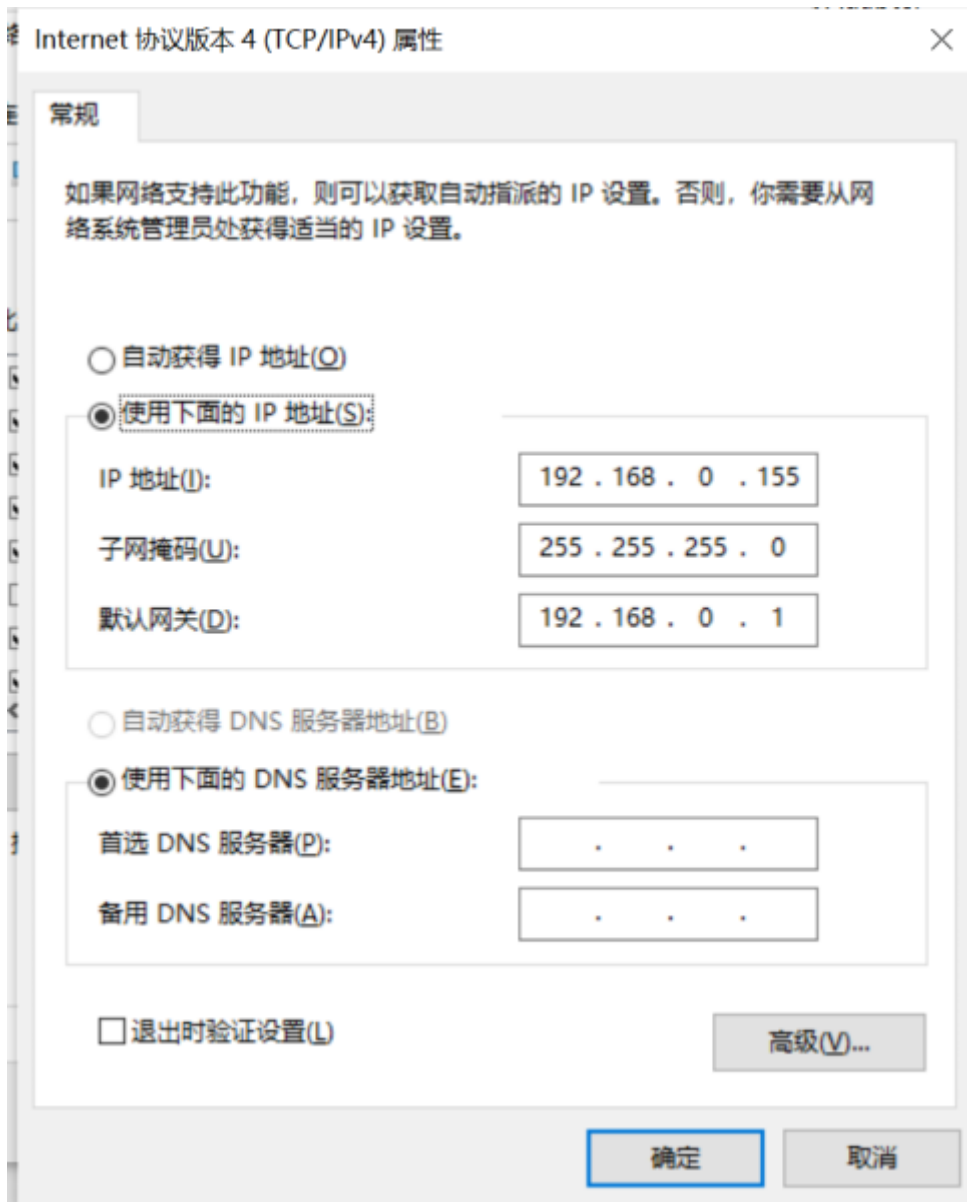 Internet 协议版本 4 (TCP/IPv4) 属性
常规
如果网络支持此功能，则可以获取自动指派的 IP 设置。否则，你需要从网
络系统管理员处获得适当的 IP 设置。
自动获得 IP 地址(O)
使用下面的 IP 地址(S):
IP 地址(I): 192 . 168 . 0 . 155
子网掩码(U): 255 . 255 . 255 . 0
默认网关(D): 192 . 168 . 0 . 1
自动获得 DNS 服务器地址(B)
使用下面的 DNS 服务器地址(E):
首选 DNS 服务器(P): . . .
备用 DNS 服务器(A): . . .
退出时验证设置(L)
高级(V)...
确定 取消